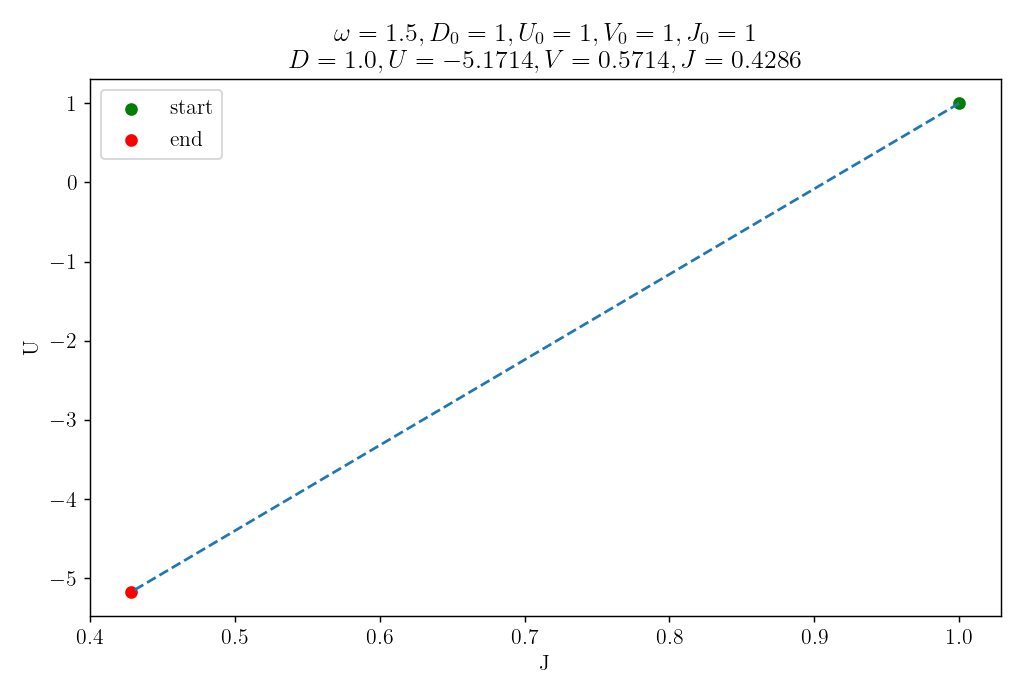 ω = 1.5, D₀ = 1, U₀ = 1, V₀ = 1, J₀ = 1
D = 1.0, U = −5.1714, V = 0.5714, J = 0.4286
start
end
1
0
−1
−2
−3
−4
−5
U
0.4 0.5 0.6 0.7 0.8 0.9 1.0
J